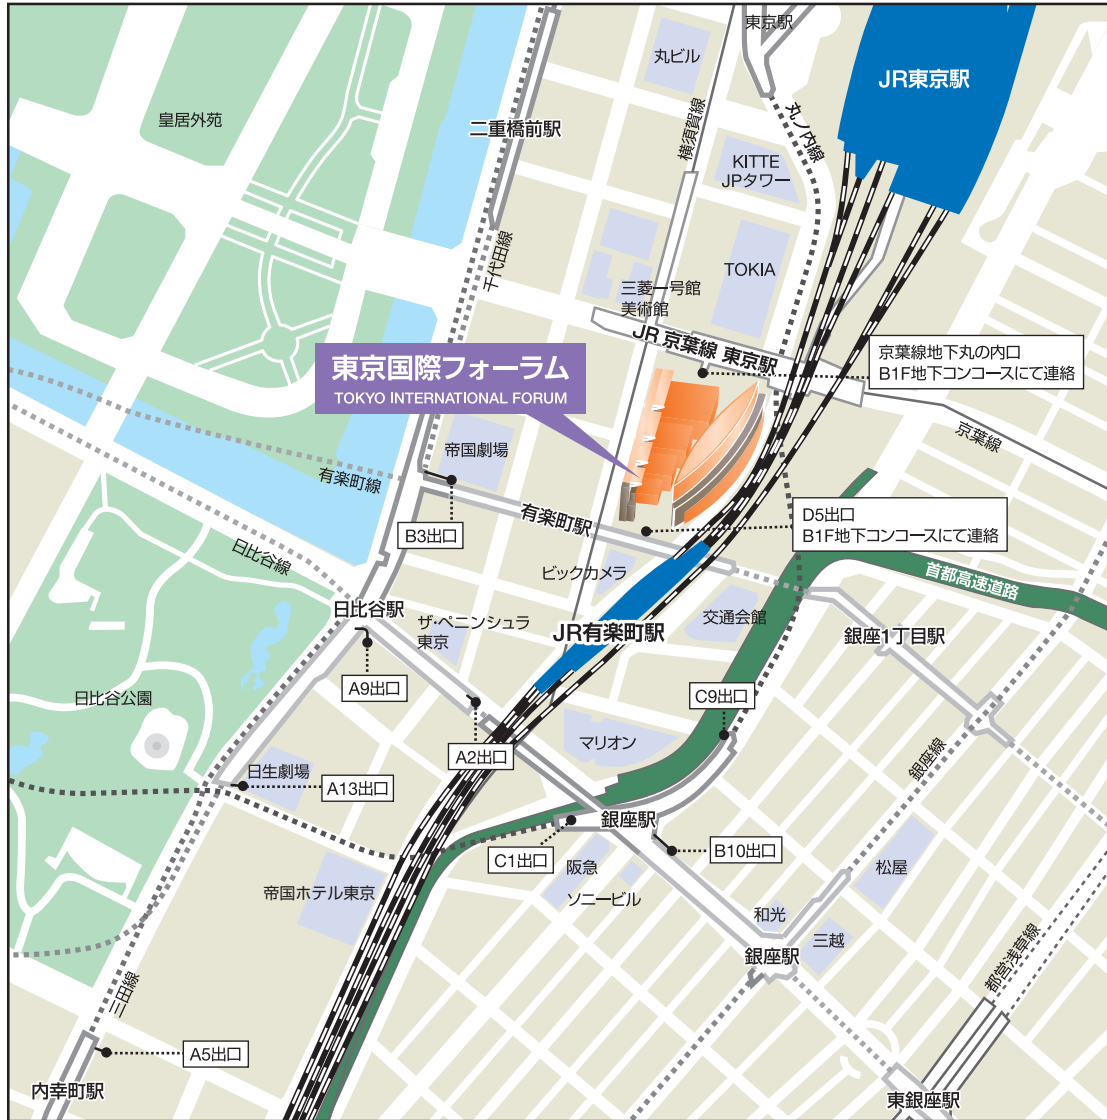 東京駅
丸ビル
JR東京駅
皇居外苑
二重橋前駅
横須賀線
丸ノ内線
KITTE
JPタワー
千代田線
TOKIA
三菱一号館
美術館
JR 京葉線 東京駅
京葉線地下丸の内口
B1F地下コンコースにて連絡
東京国際フォーラム
TOKYO INTERNATIONAL FORUM
京葉線
帝国劇場
有楽町線
有楽町駅
D5出口
B1F地下コンコースにて連絡
B3出口
日比谷線
ビックカメラ
首都高速道路
日比谷駅
ザ・ペニンシュラ
東京
JR有楽町駅
交通会館
銀座1丁目駅
A9出口
日比谷公園
C9出口
A2出口
マリオン
銀座線
日生劇場
A13出口
銀座駅
C1出口
B10出口
阪急
松屋
帝国ホテル東京
ソニービル
和光
三越
銀座駅
都営浅草線
三田線
A5出口
内幸町駅
東銀座駅